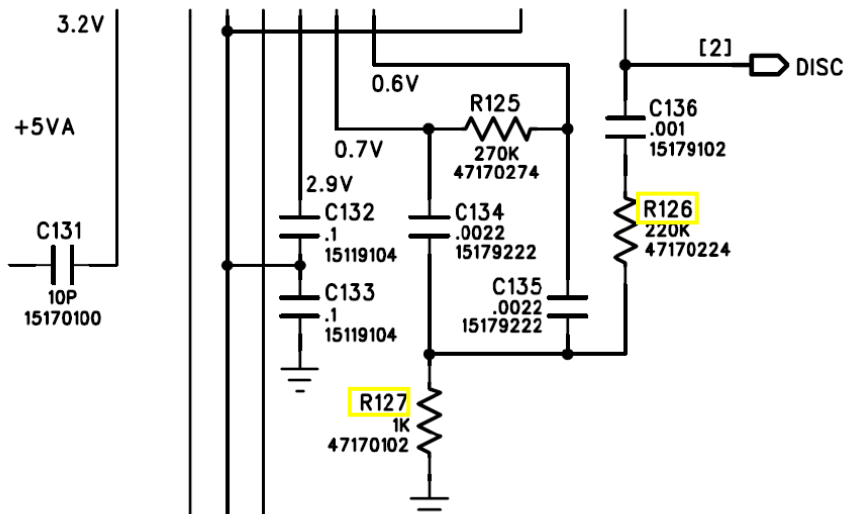 3.2V
[2]
DISC
0.6V
R125
C136
.001
15179102
+5VA
0.7V
270K
47170274
2.9V
C132
.1
15119104
C134
.0022
15179222
R126
220K
47170224
C131
10P
15170100
C133
.1
15119104
C135
.0022
15179222
R127
1K
47170102